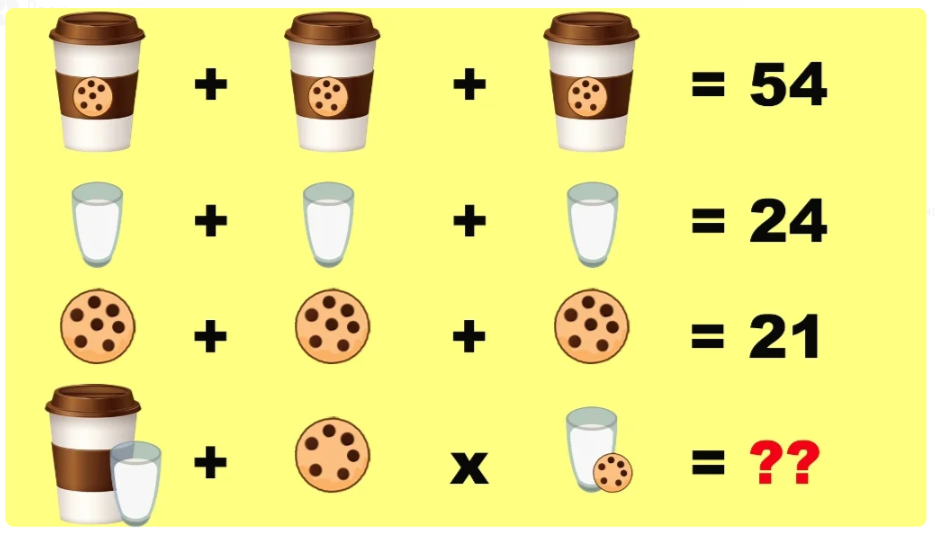 + + = 54
+ + = 24
+ + = 21
+ x = ??